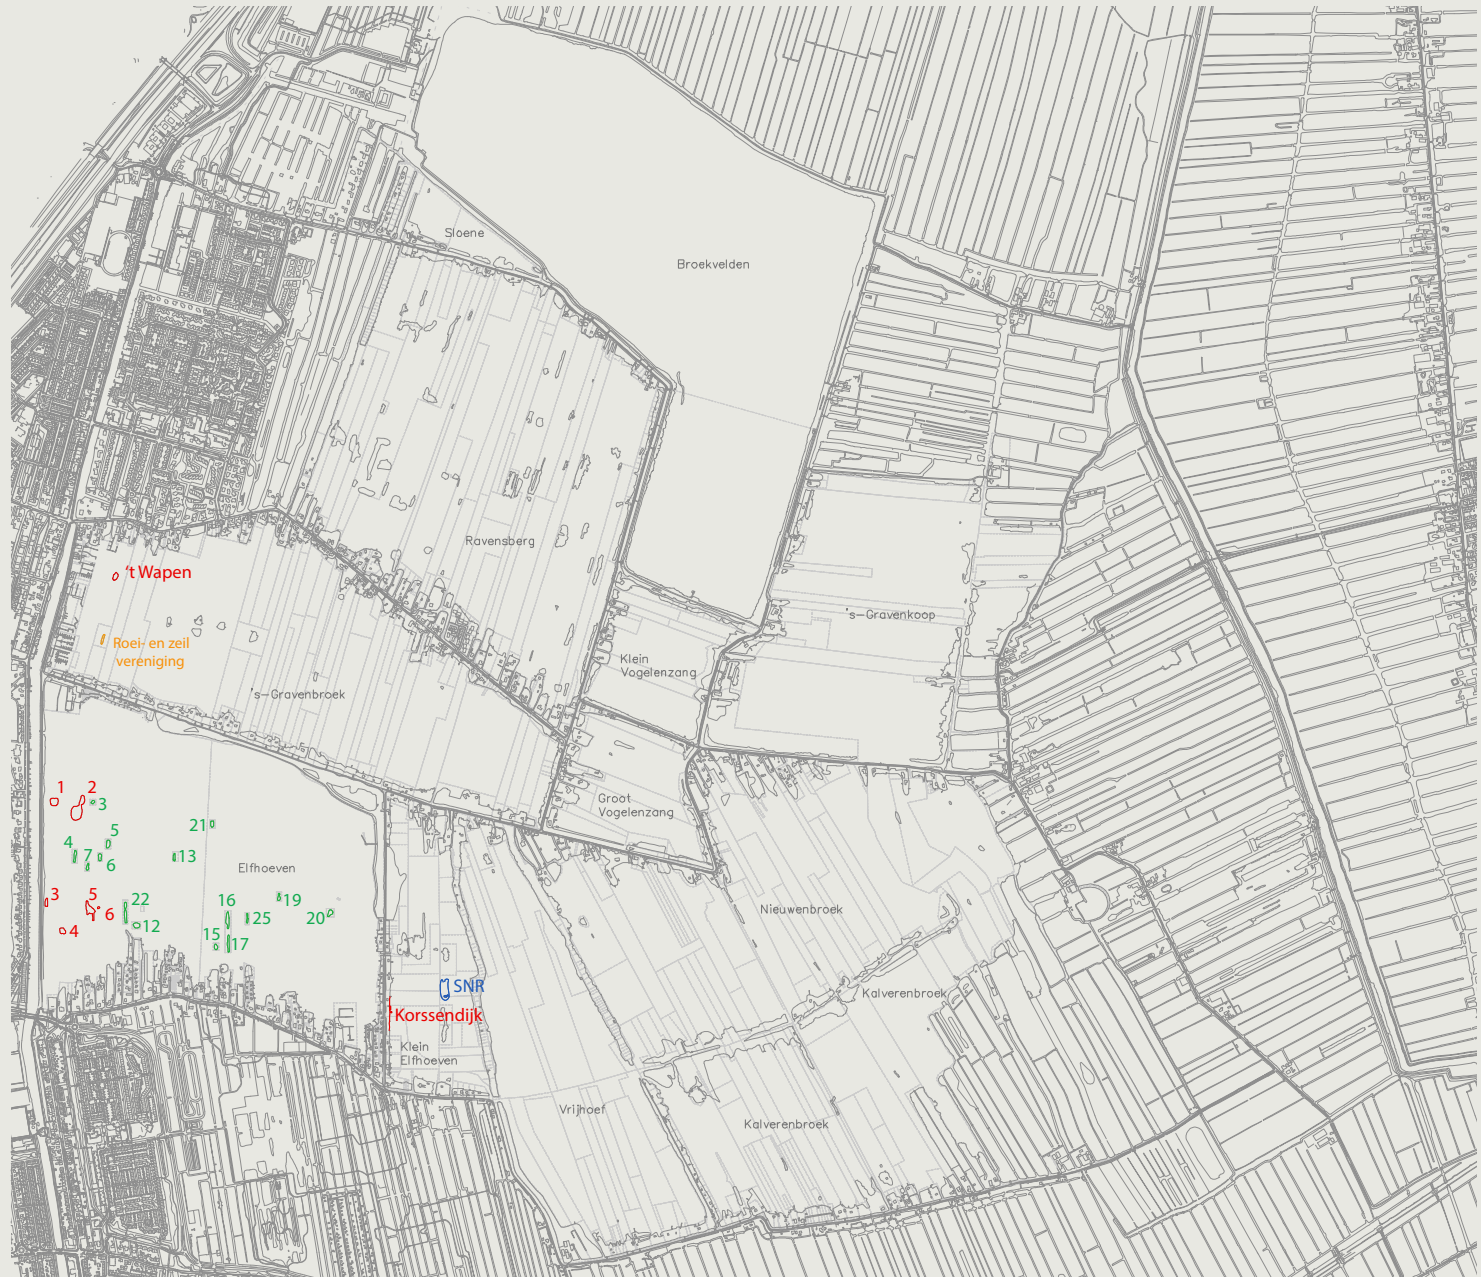 Sloene
Broekvelden
Ravensberg
't Wapen
Roei- en zeil
vereniging
's-Gravenkoop
Klein
Vogelenzang
's-Gravenbroek
1
2
3
Groot
Vogelenzang
21
5
4
7
6
13
Elfhoeven
3
5
6
4
22
12
16
25
19
20
15
17
Nieuwenbroek
SNR
Kalverenbroek
Korssendijk
Klein
Elfhoeven
Vrijhoef
Kalverenbroek